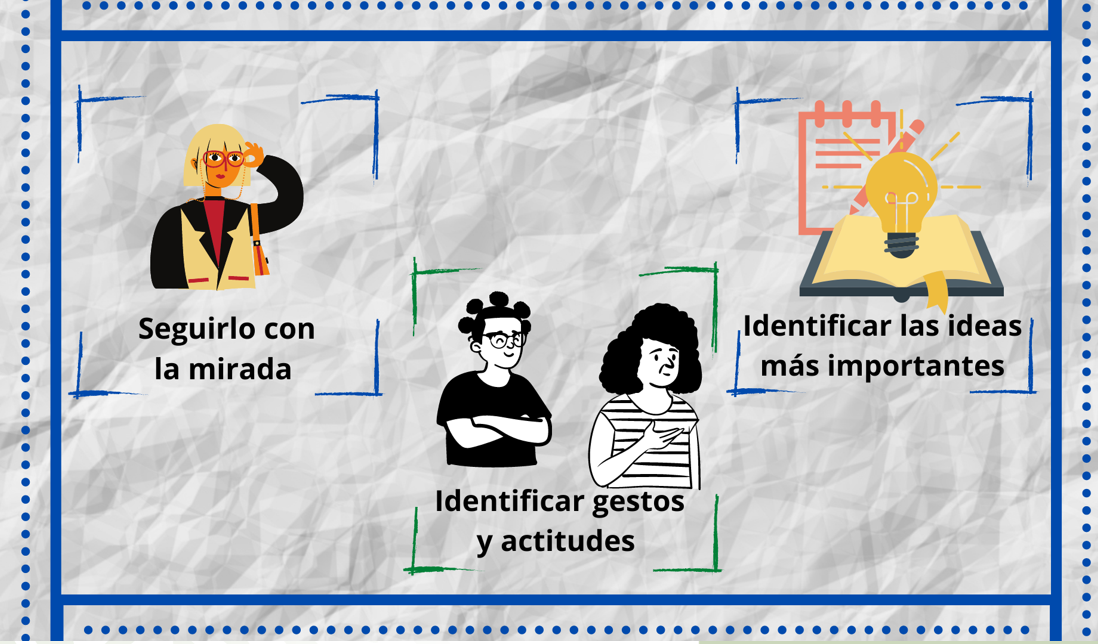 Seguirlo con
la mirada
Identificar gestos
y actitudes
Identificar las ideas
más importantes